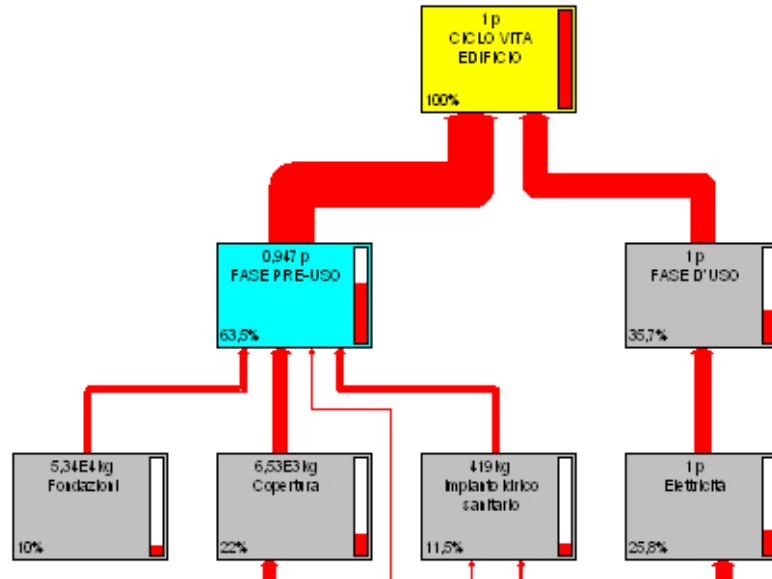 1 p
CICLO VITA
EDIFICIO
100%
0,947 p
FASE PRE-USO
63,5%
1 p
FASE D'USO
35,7%
5,34E4 kg
Fondazioni
10%
6,53E3 kg
Copertura
22%
419 kg
Impianto idrico
sanitario
11,5%
1 p
Elettricità
25,8%